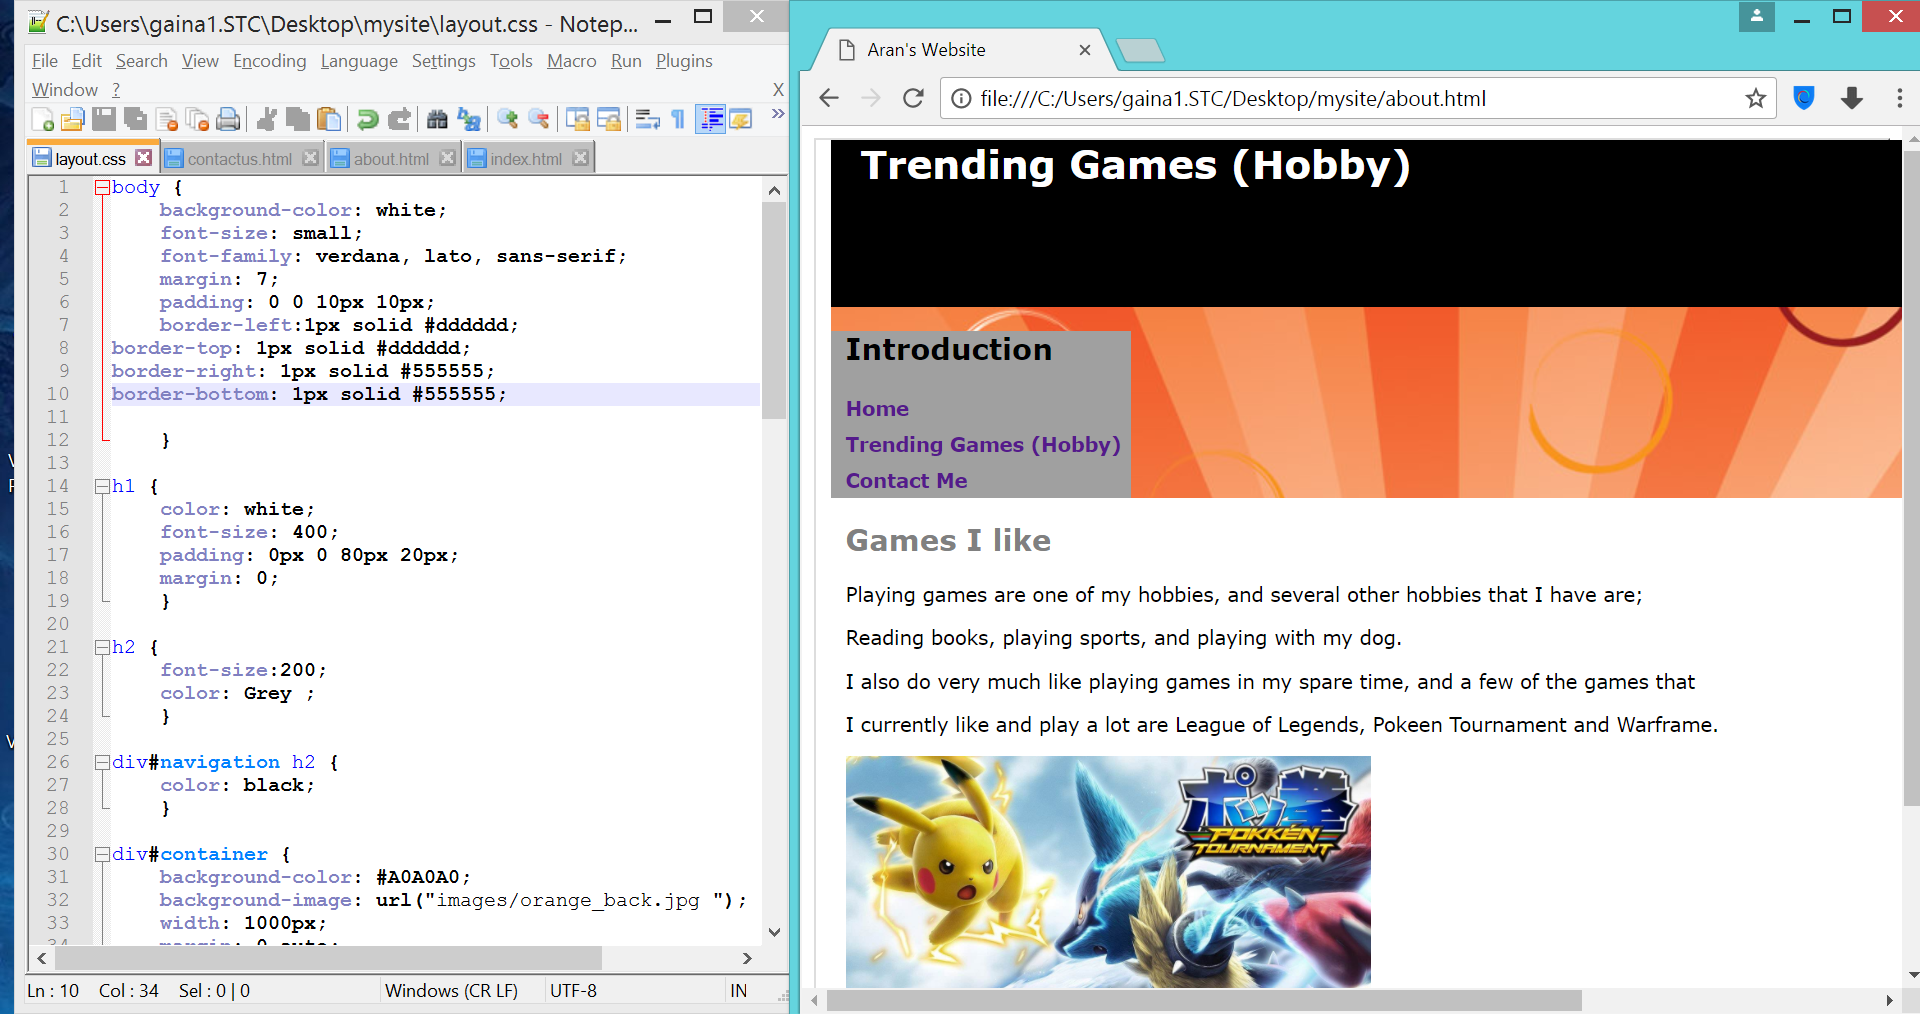 C:\Users\gaina1.STC\Desktop\mysite\layout.css - Notep...
File Edit Search View Encoding Language Settings Tools Macro Run Plugins
Window ? X
layout.css contactus.html about.html index.html
1 body {
2 background-color: white;
3 font-size: small;
4 font-family: verdana, lato, sans-serif;
5 margin: 7;
6 padding: 0 0 10px 10px;
7 border-left:1px solid #dddddd;
8 border-top: 1px solid #dddddd;
9 border-right: 1px solid #555555;
10 border-bottom: 1px solid #555555;
11
12 }
13
14 h1 {
15 color: white;
16 font-size: 400;
17 padding: 0px 0 80px 20px;
18 margin: 0;
19 }
20
21 h2 {
22 font-size:200;
23 color: Grey ;
24 }
25
26 div#navigation h2 {
27 color: black;
28 }
29
30 div#container {
31 background-color: #A0A0A0;
32 background-image: url("images/orange_back.jpg ");
33 width: 1000px;
34 margin: 0 auto;
Ln : 10 Col : 34 Sel : 0 | 0 Windows (CR LF) UTF-8 IN
Aran's Website
file:///C:/Users/gaina1.STC/Desktop/mysite/about.html
Trending Games (Hobby)
Introduction
Home
Trending Games (Hobby)
Contact Me
Games I like
Playing games are one of my hobbies, and several other hobbies that I have are;
Reading books, playing sports, and playing with my dog.
I also do very much like playing games in my spare time, and a few of the games that
I currently like and play a lot are League of Legends, Pokeen Tournament and Warframe.
ポッ拳
POKKÉN
TOURNAMENT